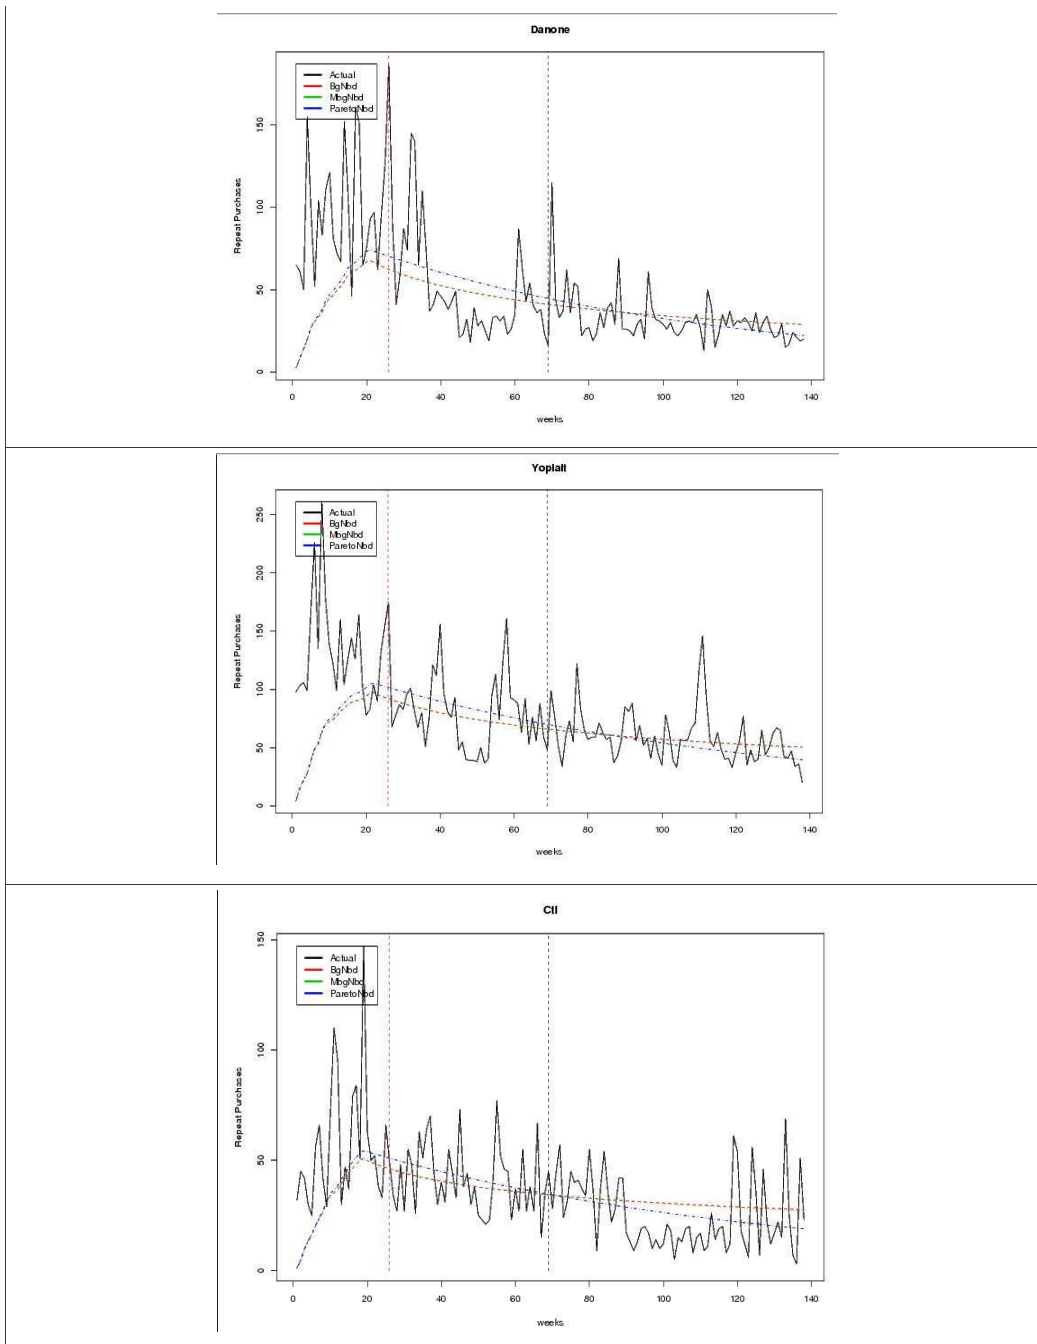 Danone
Actual
BgNbd
MbgNbd
ParetoNbd
150
100
50
0
Repeat Purchases
0 20 40 60 80 100 120 140
weeks
Yoplait
Actual
BgNbd
MbgNbd
ParetoNbd
250
200
150
100
50
0
Repeat Purchases
0 20 40 60 80 100 120 140
weeks
Ctl
Actual
BgNbd
MbgNbd
ParetoNbd
150
100
50
0
Repeat Purchases
0 20 40 60 80 100 120 140
weeks